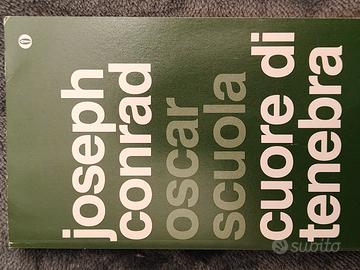 joseph
conrad
oscar
scuola
cuore di
tenebra
subito